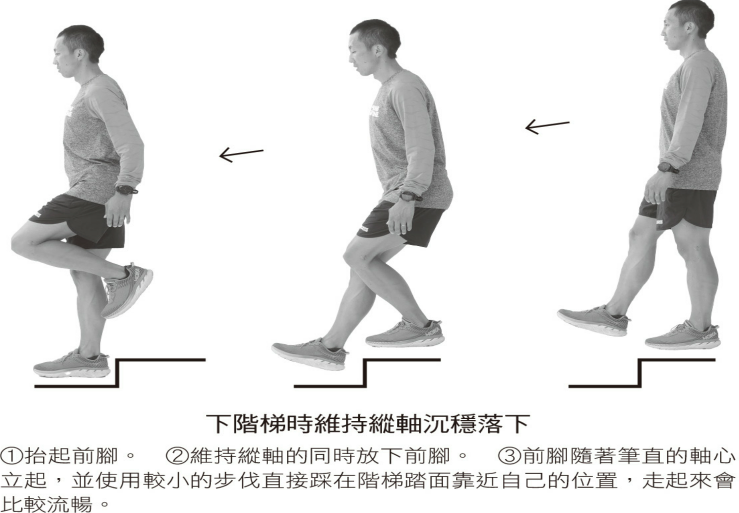 下階梯時維持縱軸沉穩落下
①抬起前腳。　②維持縱軸的同時放下前腳。　③前腳隨著筆直的軸心
立起，並使用較小的步伐直接踩在階梯踏面靠近自己的位置，走起來會
比較流暢。